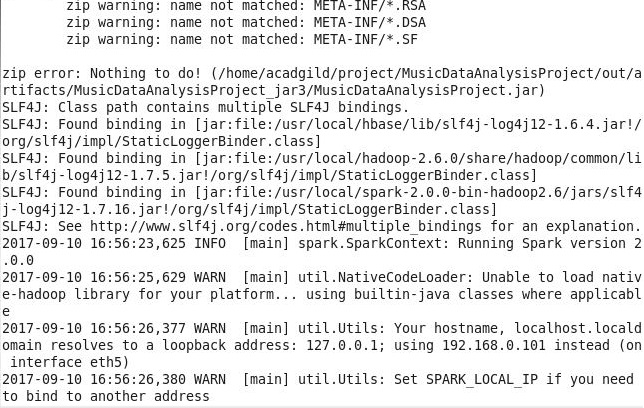 zip warning: name not matched: META-INF/*.RSA
zip warning: name not matched: META-INF/*.DSA
zip warning: name not matched: META-INF/*.SF
zip error: Nothing to do! (/home/acadgild/project/MusicDataAnalysisProject/out/a
rtifacts/MusicDataAnalysisProject_jar3/MusicDataAnalysisProject.jar)
SLF4J: Class path contains multiple SLF4J bindings.
SLF4J: Found binding in [jar:file:/usr/local/hbase/lib/slf4j-log4j12-1.6.4.jar!/
org/slf4j/impl/StaticLoggerBinder.class]
SLF4J: Found binding in [jar:file:/usr/local/hadoop-2.6.0/share/hadoop/common/li
b/slf4j-log4j12-1.7.5.jar!/org/slf4j/impl/StaticLoggerBinder.class]
SLF4J: Found binding in [jar:file:/usr/local/spark-2.0.0-bin-hadoop2.6/jars/slf4
j-log4j12-1.7.16.jar!/org/slf4j/impl/StaticLoggerBinder.class]
SLF4J: See http://www.slf4j.org/codes.html#multiple_bindings for an explanation.
2017-09-10 16:56:23,625 INFO  [main] spark.SparkContext: Running Spark version 2
.0.0
2017-09-10 16:56:25,629 WARN  [main] util.NativeCodeLoader: Unable to load nativ
e-hadoop library for your platform... using builtin-java classes where applicabl
e
2017-09-10 16:56:26,377 WARN  [main] util.Utils: Your hostname, localhost.locald
omain resolves to a loopback address: 127.0.0.1; using 192.168.0.101 instead (on
 interface eth5)
2017-09-10 16:56:26,380 WARN  [main] util.Utils: Set SPARK_LOCAL_IP if you need
to bind to another address